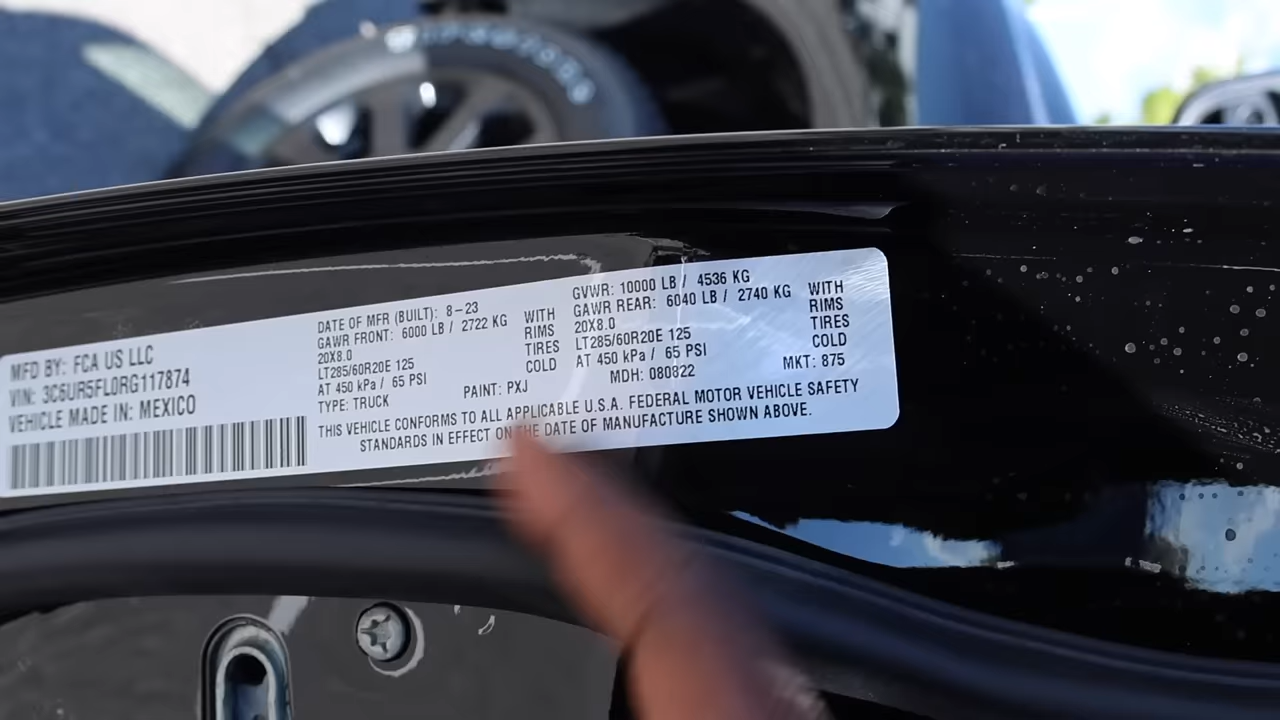 MFD BY: FCA US LLC
VIN: 3C6UR5FL0RG117874
VEHICLE MADE IN: MEXICO
DATE OF MFR (BUILT): 8-23
GAWR FRONT: 6000 LB / 2722 KG WITH
20X8.0 RIMS
LT285/60R20E 125 TIRES
AT 450 kPa / 65 PSI COLD
TYPE: TRUCK PAINT: PXJ
GVWR: 10000 LB / 4536 KG
GAWR REAR: 6040 LB / 2740 KG WITH
20X8.0 RIMS
LT285/60R20E 125 TIRES
AT 450 kPa / 65 PSI COLD
MDH: 080822 MKT: 875
THIS VEHICLE CONFORMS TO ALL APPLICABLE U.S.A. FEDERAL MOTOR VEHICLE SAFETY
STANDARDS IN EFFECT ON THE DATE OF MANUFACTURE SHOWN ABOVE.